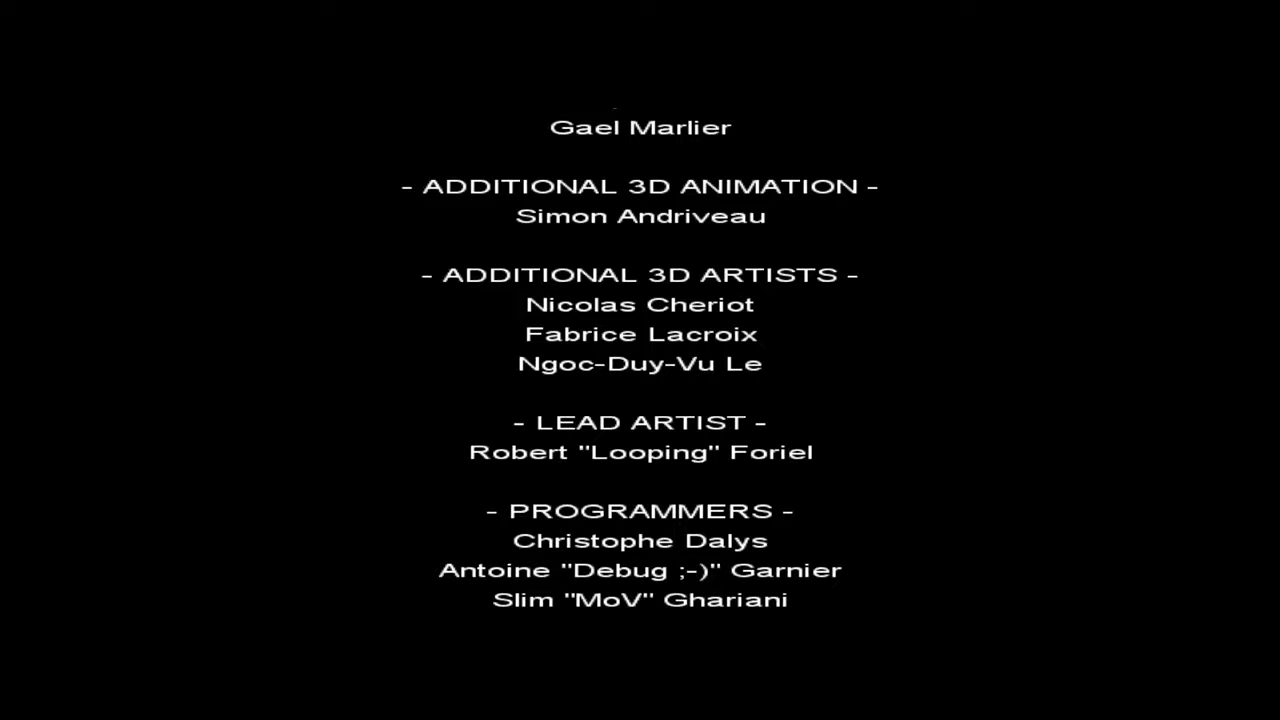 Gael Marlier
- ADDITIONAL 3D ANIMATION -
Simon Andriveau
- ADDITIONAL 3D ARTISTS -
Nicolas Cheriot
Fabrice Lacroix
Ngoc-Duy-Vu Le
- LEAD ARTIST -
Robert "Looping" Foriel
- PROGRAMMERS -
Christophe Dalys
Antoine "Debug ;-)" Garnier
Slim "MoV" Ghariani